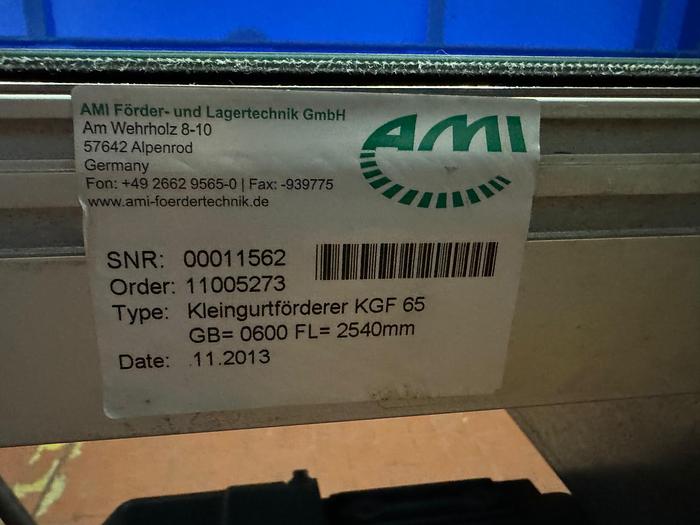 AMI Förder- und Lagertechnik GmbH
Am Wehrholz 8-10
57642 Alpenrod
Germany
Fon: +49 2662 9565-0 | Fax: -939775
www.ami-foerdertechnik.de
AMI
SNR: 00011562
Order: 11005273
Type: Kleingurtförderer KGF 65
GB= 0600 FL= 2540mm
Date: .11.2013